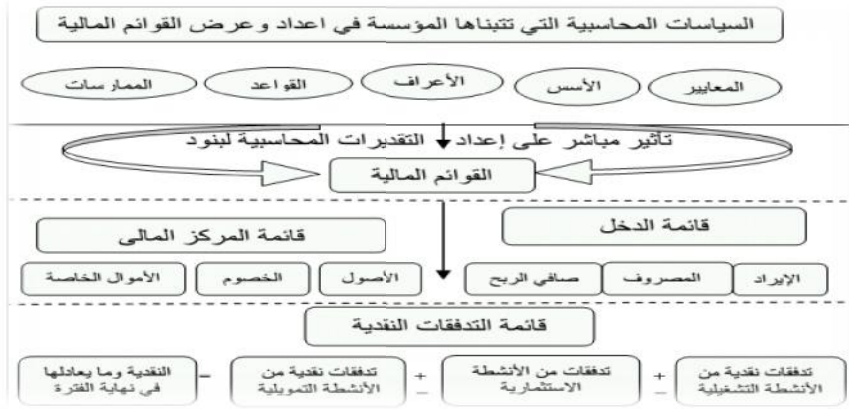 السياسات المحاسبية التي تتبناها المؤسسة في اعداد وعرض القوائم المالية
المعايير
الأسس
الأعراف
القواعد
الممارسات
تأثير مباشر على إعداد التقديرات المحاسبية لبنود
القوائم المالية
قائمة الدخل
قائمة المركز المالى
الإيراد
المصروف
صافي الربح
الأصول
الخصوم
الأموال الخاصة
قائمة التدفقات النقدية
تدفقات نقدية من
الأنشطة التشغيلية
+
–
تدفقات من الأنشطة
الاستثمارية
+
–
تدفقات نقدية من
الأنشطة التمويلية
=
النقدية وما يعادلها
في نهاية الفترة